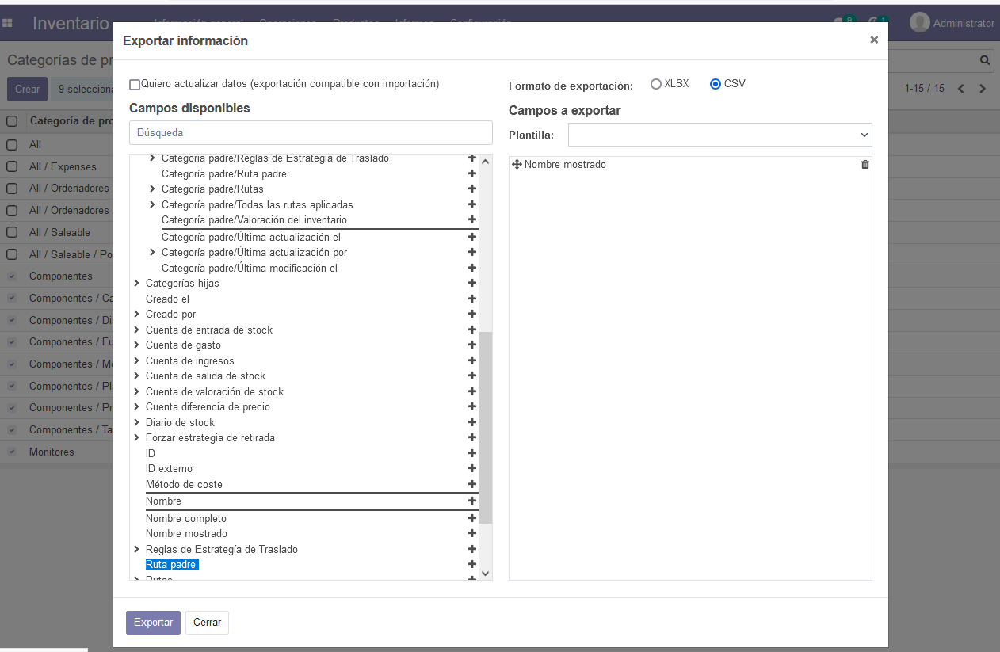 Inventario
Información general Operaciones Productos Informes Configuración
9
1
Administrator
Categorías de pr
Crear
9 selecciona
1-15 / 15
Categoría de pro
All
All / Expenses
All / Ordenadores
All / Ordenadores
All / Saleable
All / Saleable / Po
Componentes
Componentes / Ca
Componentes / Di
Componentes / Fu
Componentes / Me
Componentes / Pl
Componentes / Pr
Componentes / Ta
Monitores
Exportar información
Quiero actualizar datos (exportación compatible con importación)
Campos disponibles
Búsqueda
Categoría padre/Reglas de Estrategía de Traslado
Categoría padre/Ruta padre
Categoría padre/Rutas
Categoría padre/Todas las rutas aplicadas
Categoría padre/Valoración del inventario
Categoría padre/Última actualización el
Categoría padre/Última actualización por
Categoría padre/Última modificación el
Categorías hijas
Creado el
Creado por
Cuenta de entrada de stock
Cuenta de gasto
Cuenta de ingresos
Cuenta de salida de stock
Cuenta de valoración de stock
Cuenta diferencia de precio
Diario de stock
Forzar estrategia de retirada
ID
ID externo
Método de coste
Nombre
Nombre completo
Nombre mostrado
Reglas de Estrategía de Traslado
Ruta padre
Rutas
Formato de exportación: XLSX CSV
Campos a exportar
Plantilla:
Nombre mostrado
Exportar
Cerrar